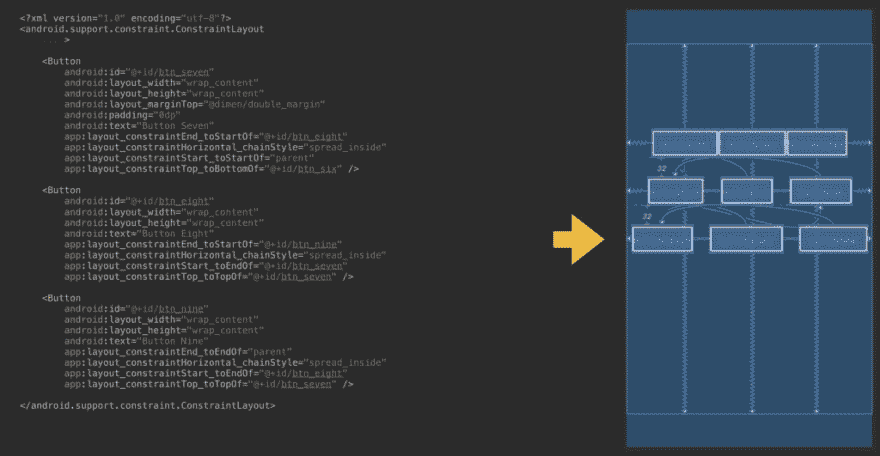 <?xml version="1.0" encoding="utf-8"?>
<android.support.constraint.ConstraintLayout
... >
<Button
android:id="@+id/btn_seven"
android:layout_width="wrap_content"
android:layout_height="wrap_content"
android:layout_marginTop="@dimen/double_margin"
android:padding="0dp"
android:text="Button Seven"
app:layout_constraintEnd_toStartOf="@+id/btn_eight"
app:layout_constraintHorizontal_chainStyle="spread_inside"
app:layout_constraintStart_toStartOf="parent"
app:layout_constraintTop_toBottomOf="@+id/btn_six" />
<Button
android:id="@+id/btn_eight"
android:layout_width="wrap_content"
android:layout_height="wrap_content"
android:text="Button Eight"
app:layout_constraintEnd_toStartOf="@+id/btn_nine"
app:layout_constraintHorizontal_chainStyle="spread_inside"
app:layout_constraintStart_toEndOf="@+id/btn_seven"
app:layout_constraintTop_toTopOf="@+id/btn_seven" />
<Button
android:id="@+id/btn_nine"
android:layout_width="wrap_content"
android:layout_height="wrap_content"
android:text="Button Nine"
app:layout_constraintEnd_toEndOf="parent"
app:layout_constraintHorizontal_chainStyle="spread_inside"
app:layout_constraintStart_toEndOf="@+id/btn_eight"
app:layout_constraintTop_toTopOf="@+id/btn_seven" />
</android.support.constraint.ConstraintLayout>
32
32